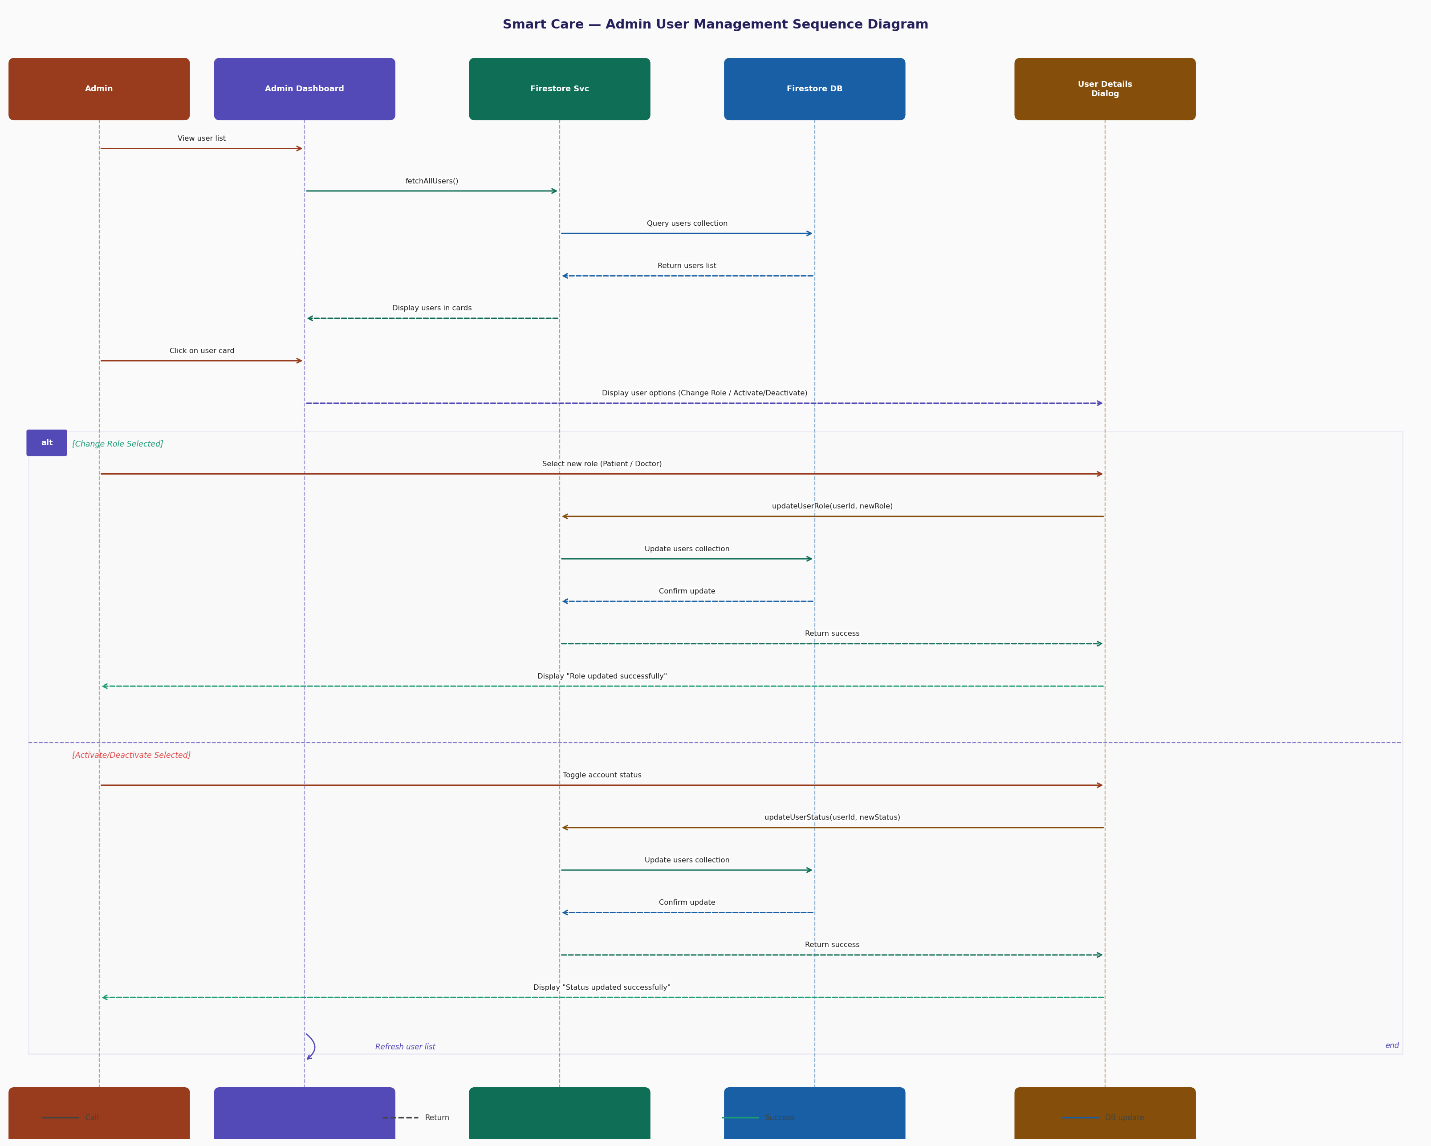 Smart Care — Admin User Management Sequence Diagram
Admin
Admin Dashboard
Firestore Svc
Firestore DB
User Details
Dialog
View user list
fetchAllUsers()
Query users collection
Return users list
Display users in cards
Click on user card
Display user options (Change Role / Activate/Deactivate)
alt
[Change Role Selected]
Select new role (Patient / Doctor)
updateUserRole(userId, newRole)
Update users collection
Confirm update
Return success
Display "Role updated successfully"
[Activate/Deactivate Selected]
Toggle account status
updateUserStatus(userId, newStatus)
Update users collection
Confirm update
Return success
Display "Status updated successfully"
Refresh user list
end
Call
Return
Success
DB update